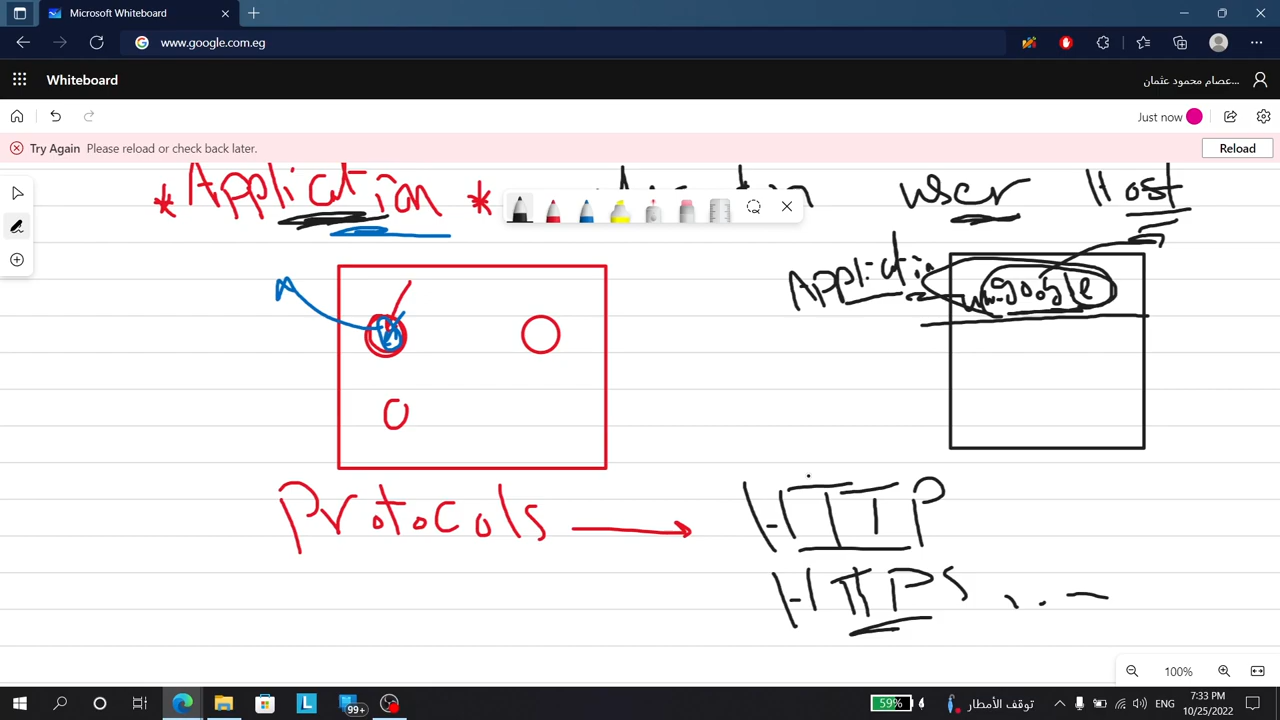 Microsoft Whiteboard
www.google.com.eg
Whiteboard
عصام محمود عثمان...
Just now
Try Again Please reload or check back later.
Reload
*Application * user Host
Application
www.google
Protocols → HTTP
HTTPS ...
100%
L
99+
59%
توقف الأمطار
ENG
7:33 PM
10/25/2022